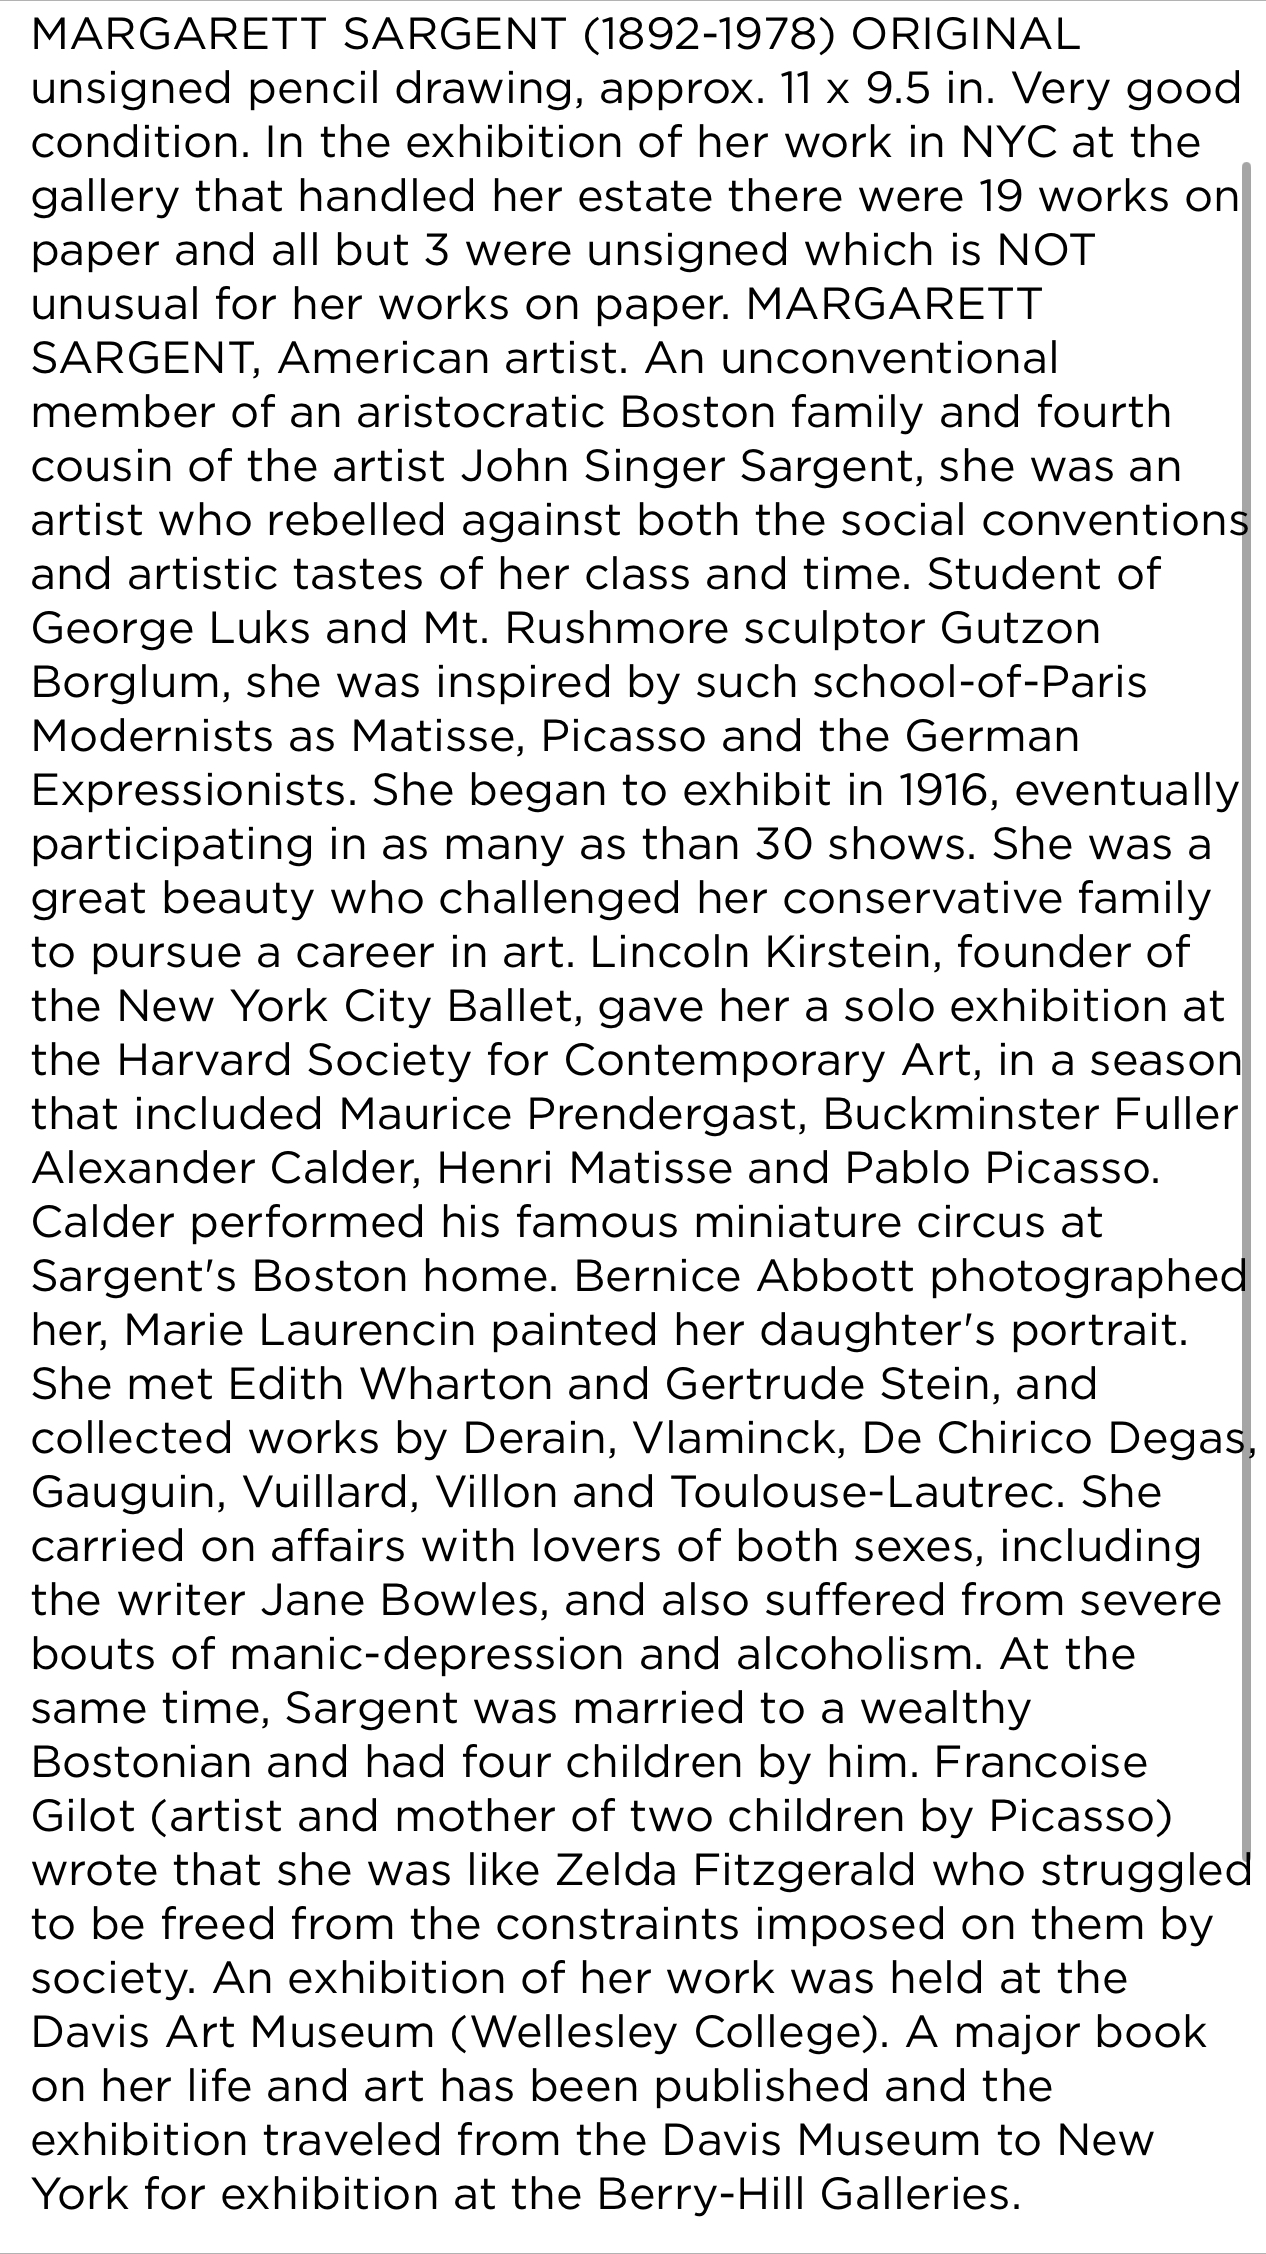 MARGARETT SARGENT (1892-1978) ORIGINAL
unsigned pencil drawing, approx. 11 x 9.5 in. Very good
condition. In the exhibition of her work in NYC at the
gallery that handled her estate there were 19 works on
paper and all but 3 were unsigned which is NOT
unusual for her works on paper. MARGARETT
SARGENT, American artist. An unconventional
member of an aristocratic Boston family and fourth
cousin of the artist John Singer Sargent, she was an
artist who rebelled against both the social conventions
and artistic tastes of her class and time. Student of
George Luks and Mt. Rushmore sculptor Gutzon
Borglum, she was inspired by such school-of-Paris
Modernists as Matisse, Picasso and the German
Expressionists. She began to exhibit in 1916, eventually
participating in as many as than 30 shows. She was a
great beauty who challenged her conservative family
to pursue a career in art. Lincoln Kirstein, founder of
the New York City Ballet, gave her a solo exhibition at
the Harvard Society for Contemporary Art, in a season
that included Maurice Prendergast, Buckminster Fuller
Alexander Calder, Henri Matisse and Pablo Picasso.
Calder performed his famous miniature circus at
Sargent's Boston home. Bernice Abbott photographed
her, Marie Laurencin painted her daughter's portrait.
She met Edith Wharton and Gertrude Stein, and
collected works by Derain, Vlaminck, De Chirico Degas,
Gauguin, Vuillard, Villon and Toulouse-Lautrec. She
carried on affairs with lovers of both sexes, including
the writer Jane Bowles, and also suffered from severe
bouts of manic-depression and alcoholism. At the
same time, Sargent was married to a wealthy
Bostonian and had four children by him. Francoise
Gilot (artist and mother of two children by Picasso)
wrote that she was like Zelda Fitzgerald who struggled
to be freed from the constraints imposed on them by
society. An exhibition of her work was held at the
Davis Art Museum (Wellesley College). A major book
on her life and art has been published and the
exhibition traveled from the Davis Museum to New
York for exhibition at the Berry-Hill Galleries.